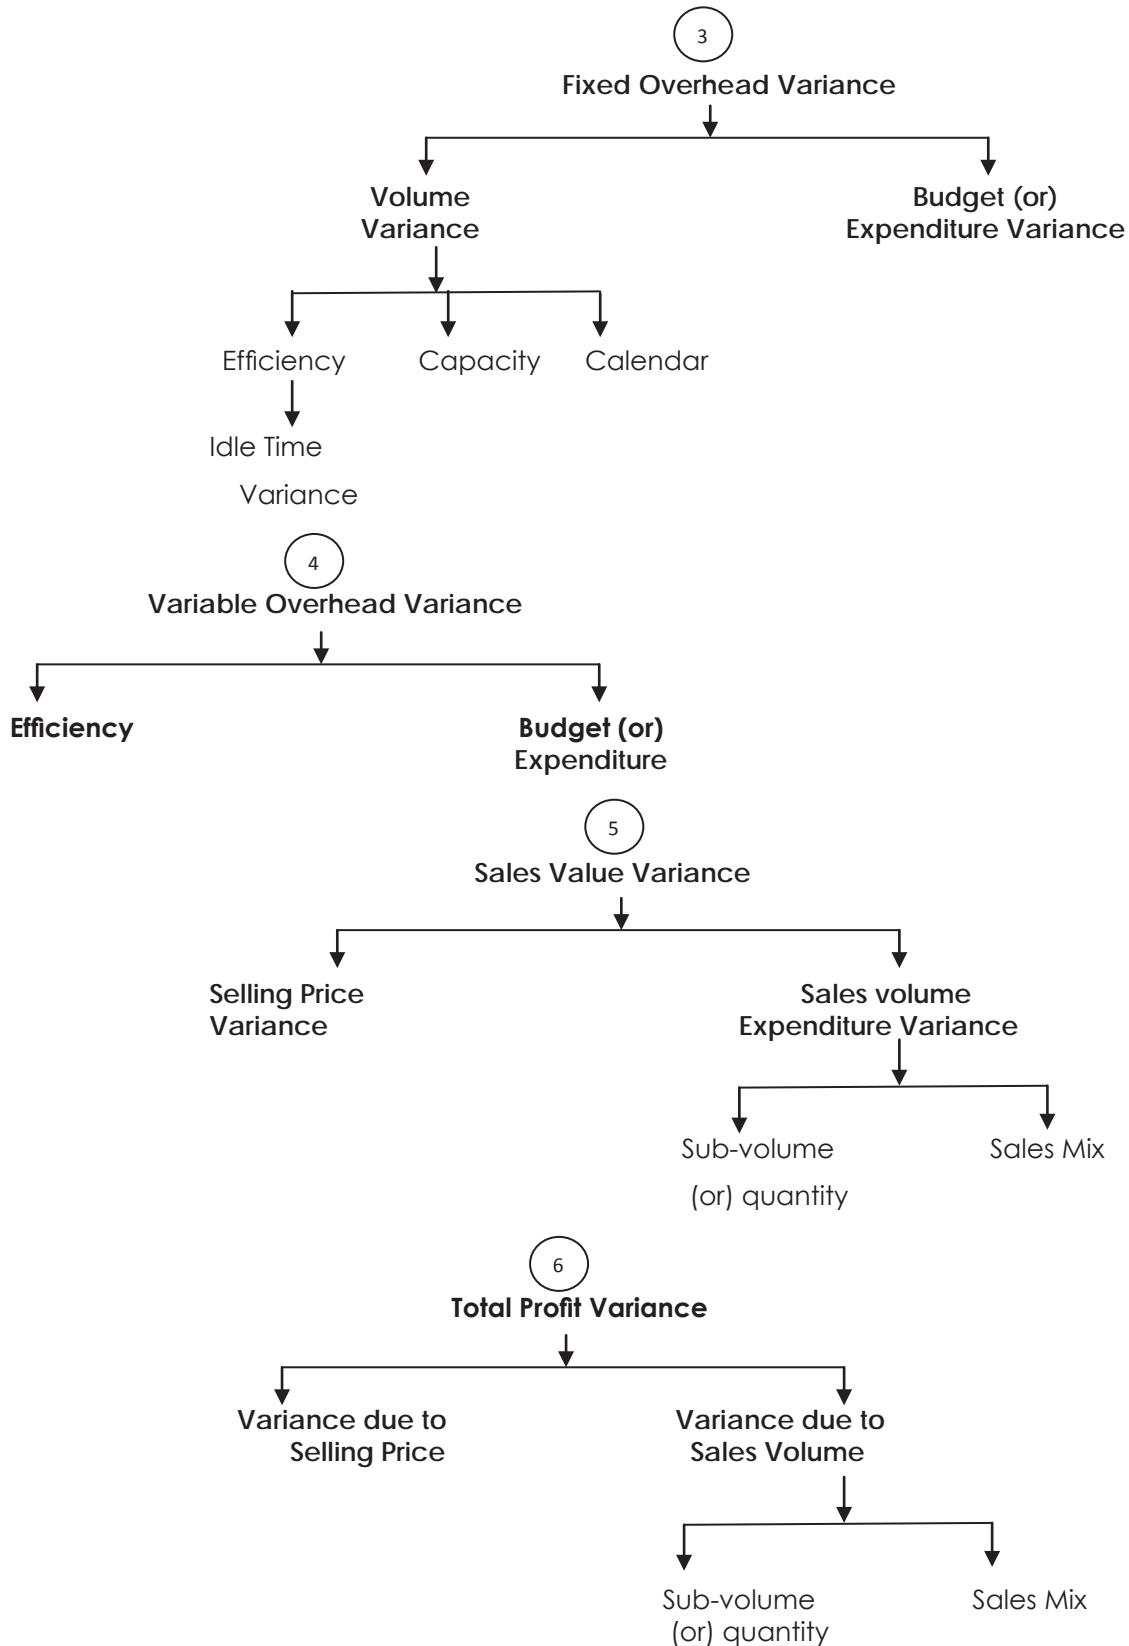 3
Fixed Overhead Variance
Volume
Variance
Budget (or)
Expenditure Variance
Efficiency
Capacity
Calendar
Idle Time
Variance
4
Variable Overhead Variance
Efficiency
Budget (or)
Expenditure
5
Sales Value Variance
Selling Price
Variance
Sales volume
Expenditure Variance
Sub-volume
(or) quantity
Sales Mix
6
Total Profit Variance
Variance due to
Selling Price
Variance due to
Sales Volume
Sub-volume
(or) quantity
Sales Mix